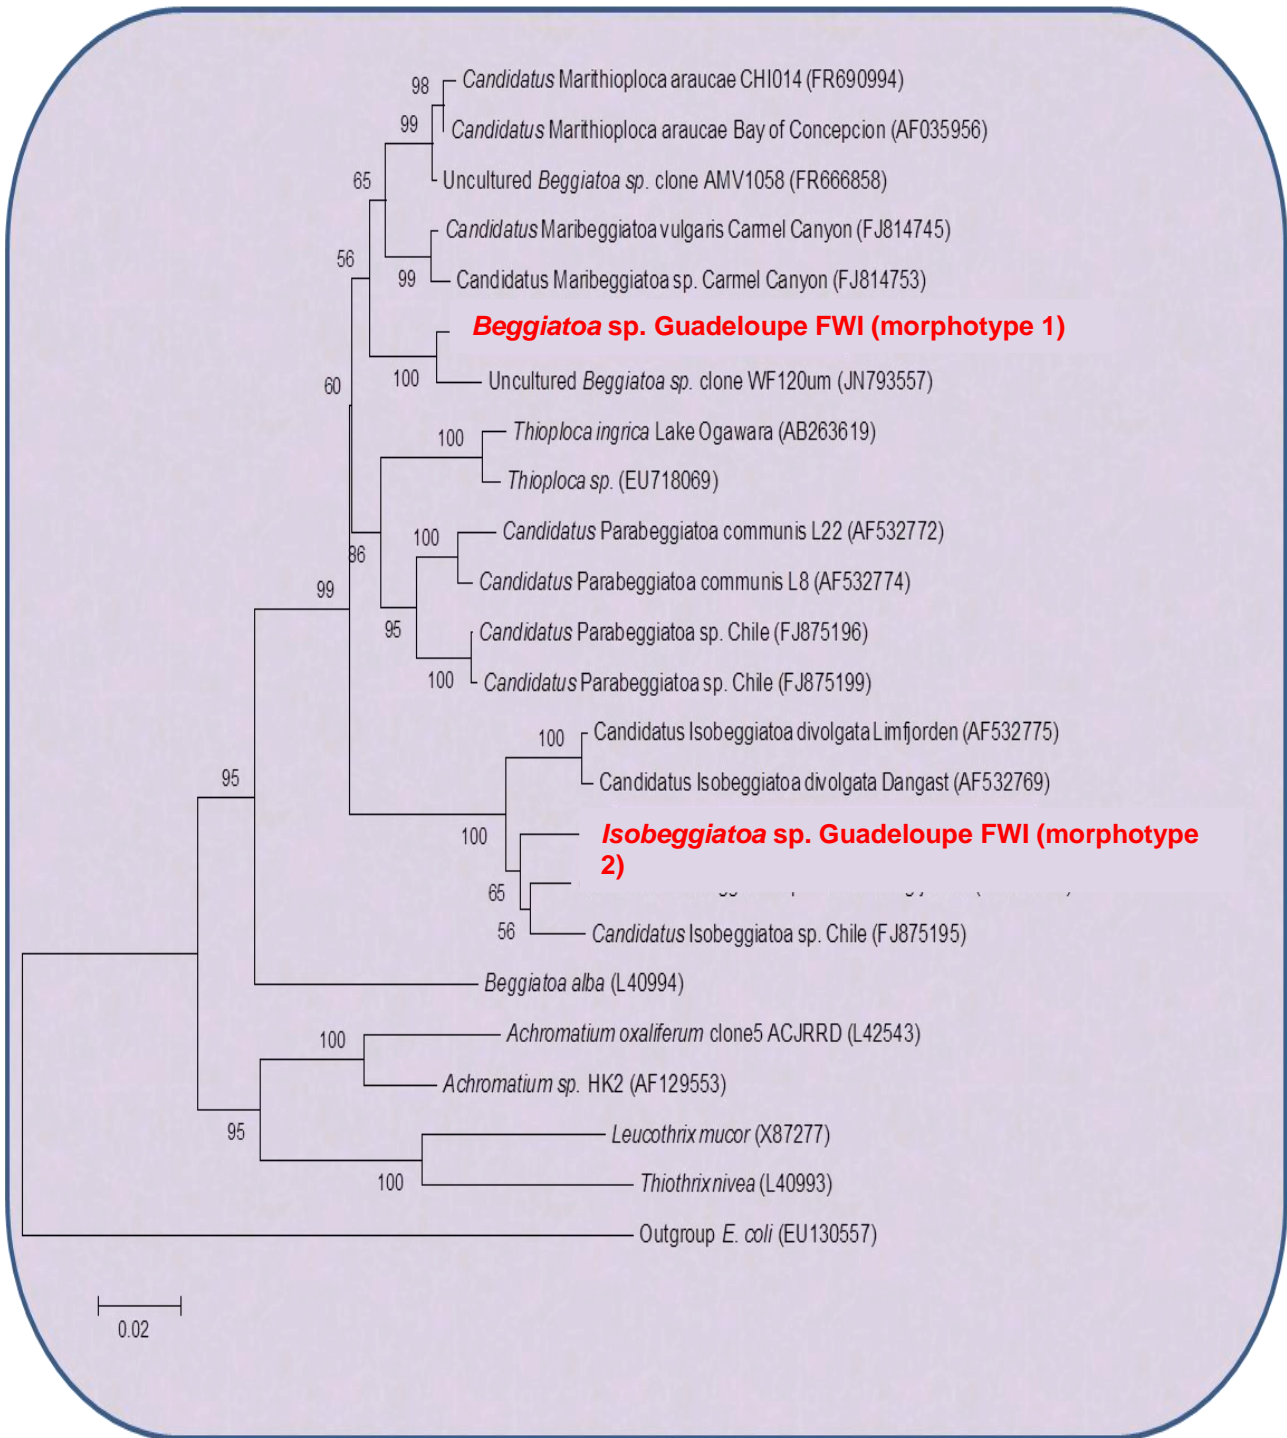 98
Candidatus Marithioploca araucae CHI014 (FR690994)
99
Candidatus Marithioploca araucae Bay of Concepcion (AF035956)
65
Uncultured Beggiatoa sp. clone AMV1058 (FR666858)
Candidatus Maribeggiatoa vulgaris Carmel Canyon (FJ814745)
56
99
Candidatus Maribeggiatoa sp. Carmel Canyon (FJ814753)
Beggiatoa sp. Guadeloupe FWI (morphotype 1)
60
100
Uncultured Beggiatoa sp. clone WF120um (JN793557)
100
Thioploca ingrica Lake Ogawara (AB263619)
Thioploca sp. (EU718069)
100
Candidatus Parabeggiatoa communis L22 (AF532772)
86
99
Candidatus Parabeggiatoa communis L8 (AF532774)
95
Candidatus Parabeggiatoa sp. Chile (FJ875196)
100
Candidatus Parabeggiatoa sp. Chile (FJ875199)
100
Candidatus Isobeggiatoa divolgata Limfjorden (AF532775)
95
Candidatus Isobeggiatoa divolgata Dangast (AF532769)
100
Isobeggiatoa sp. Guadeloupe FWI (morphotype
2)
65
56
Candidatus Isobeggiatoa sp. Chile (FJ875195)
Beggiatoa alba (L40994)
100
Achromatium oxaliferum clone5 ACJRRD (L42543)
Achromatium sp. HK2 (AF129553)
95
Leucothrix mucor (X87277)
100
Thiothrix nivea (L40993)
Outgroup E. coli (EU130557)
0.02